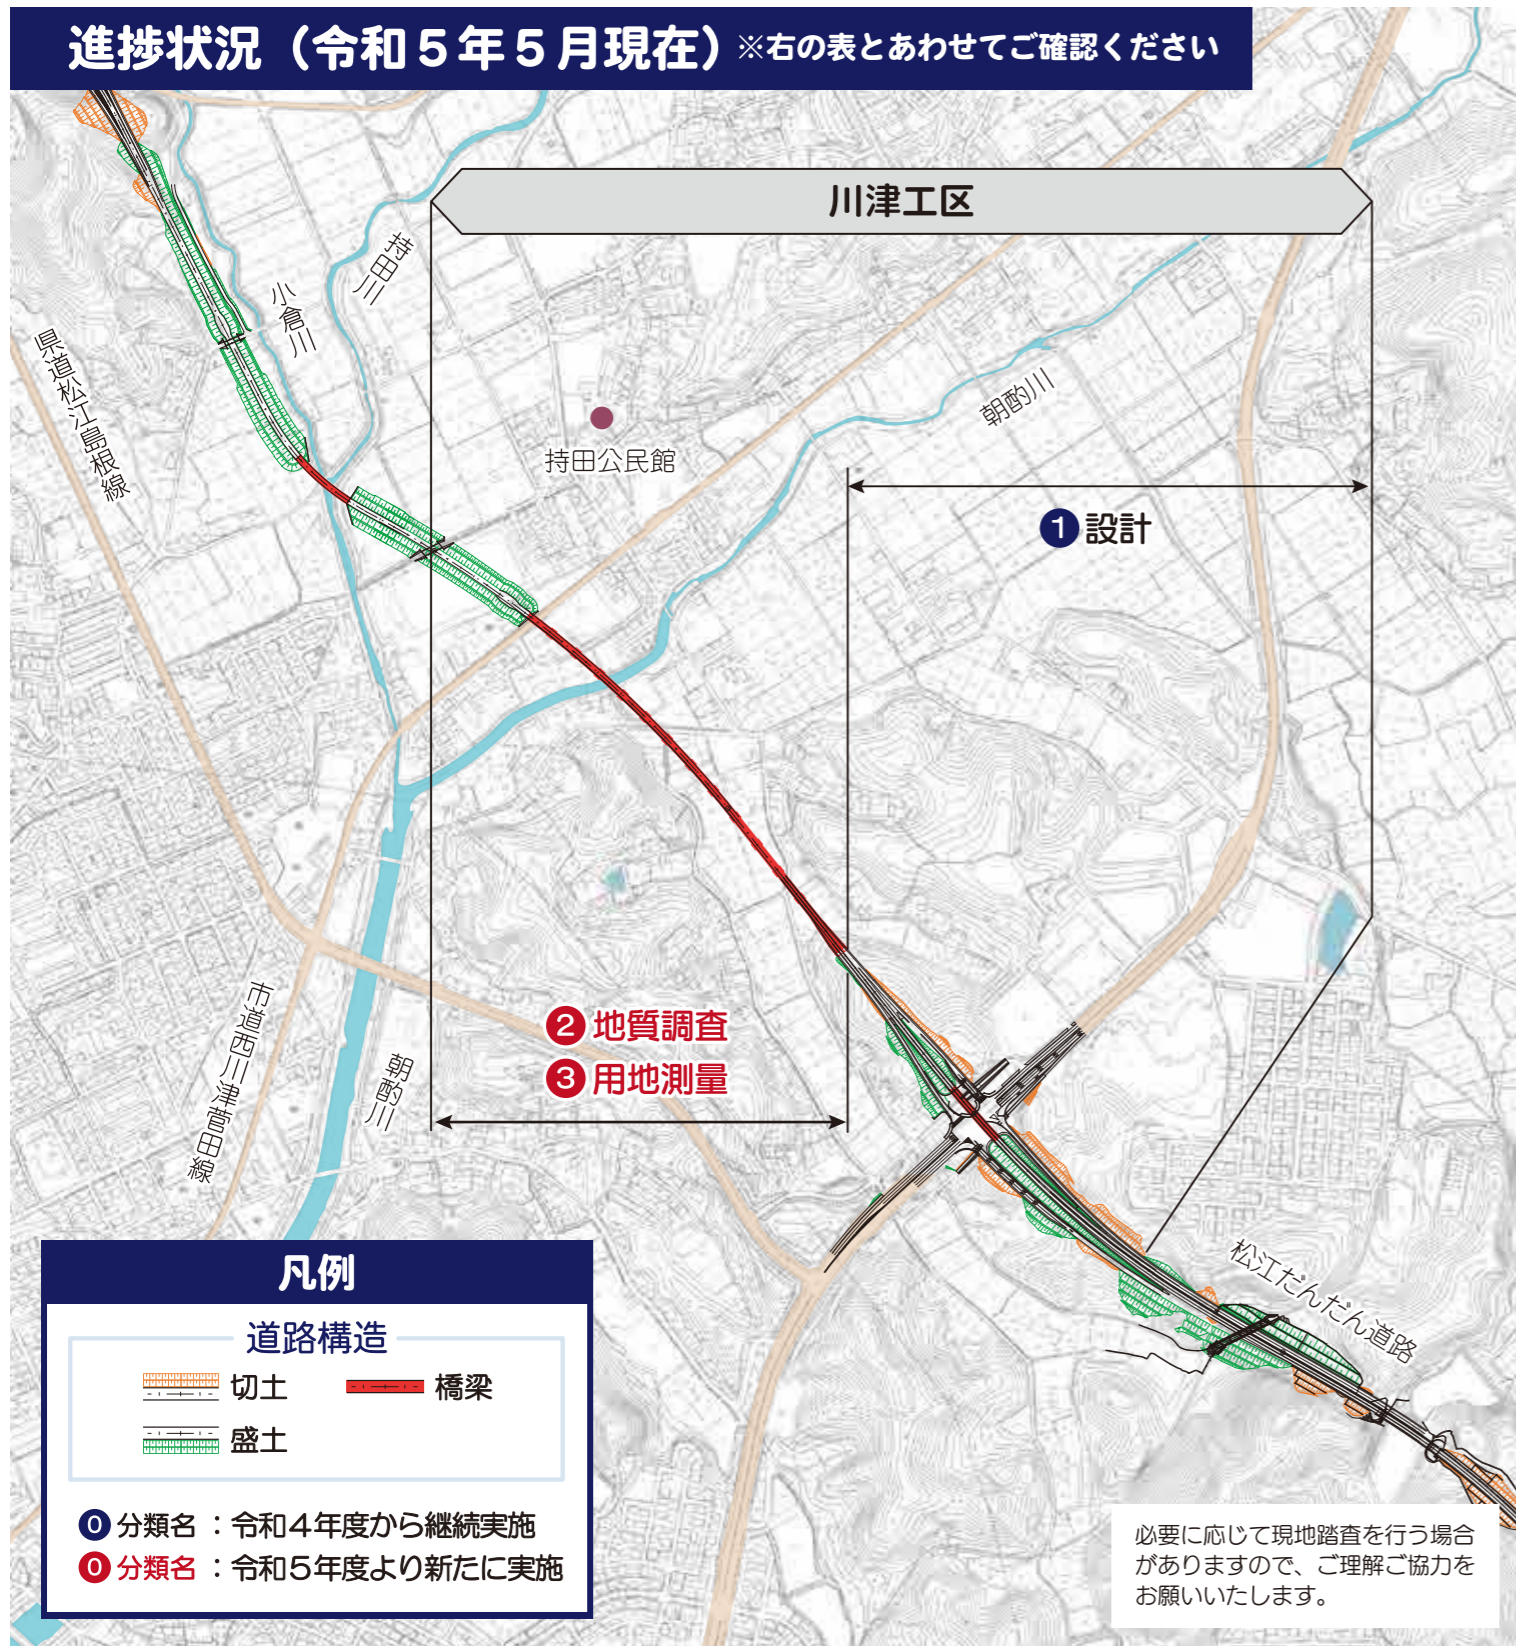 進捗状況（令和５年５月現在）※右の表とあわせてご確認ください
川津工区
持田川
小倉川
県道松江島根線
朝酌川
持田公民館
1 設計
2 地質調査
3 用地測量
市道西川津菅田線
朝酌川
松江だんだん道路
凡例
道路構造
切土
橋梁
盛土
0 分類名：令和４年度から継続実施
0 分類名：令和５年度より新たに実施
必要に応じて現地踏査を行う場合
がありますので、ご理解ご協力を
お願いいたします。